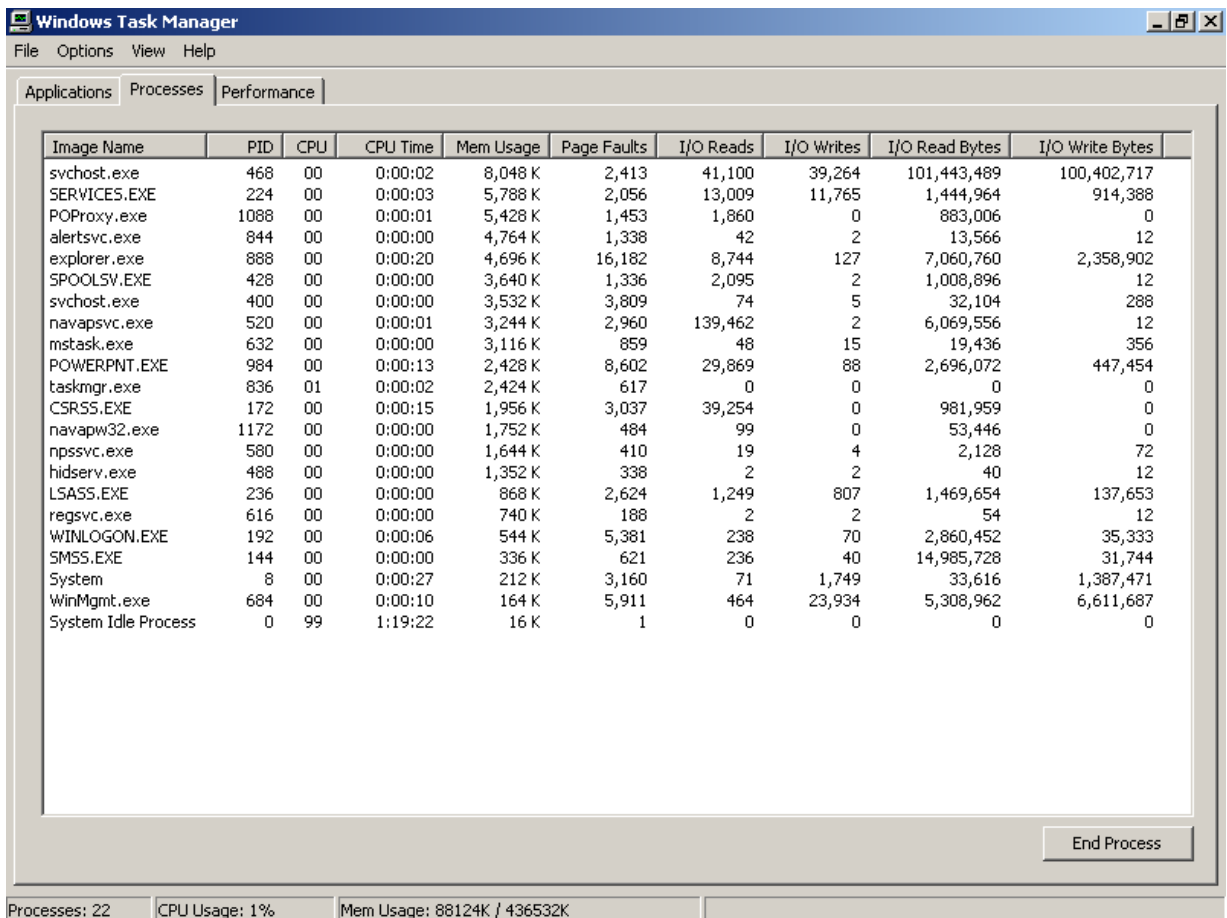 Windows Task Manager
File Options View Help
Applications Processes Performance
Image Name PID CPU CPU Time Mem Usage Page Faults I/O Reads I/O Writes I/O Read Bytes I/O Write Bytes
svchost.exe 468 00 0:00:02 8,048 K 2,413 41,100 39,264 101,443,489 100,402,717
SERVICES.EXE 224 00 0:00:03 5,788 K 2,056 13,009 11,765 1,444,964 914,388
POProxy.exe 1088 00 0:00:01 5,428 K 1,453 1,860 0 883,006 0
alertsvc.exe 844 00 0:00:00 4,764 K 1,338 42 2 13,566 12
explorer.exe 888 00 0:00:20 4,696 K 16,182 8,744 127 7,060,760 2,358,902
SPOOLSV.EXE 428 00 0:00:00 3,640 K 1,336 2,095 2 1,008,896 12
svchost.exe 400 00 0:00:00 3,532 K 3,809 74 5 32,104 288
navapsvc.exe 520 00 0:00:01 3,244 K 2,960 139,462 2 6,069,556 12
mstask.exe 632 00 0:00:00 3,116 K 859 48 15 19,436 356
POWERPNT.EXE 984 00 0:00:13 2,428 K 8,602 29,869 88 2,696,072 447,454
taskmgr.exe 836 01 0:00:02 2,424 K 617 0 0 0 0
CSRSS.EXE 172 00 0:00:15 1,956 K 3,037 39,254 0 981,959 0
navapw32.exe 1172 00 0:00:00 1,752 K 484 99 0 53,446 0
npssvc.exe 580 00 0:00:00 1,644 K 410 19 4 2,128 72
hidserv.exe 488 00 0:00:00 1,352 K 338 2 2 40 12
LSASS.EXE 236 00 0:00:00 868 K 2,624 1,249 807 1,469,654 137,653
regsvc.exe 616 00 0:00:00 740 K 188 2 2 54 12
WINLOGON.EXE 192 00 0:00:06 544 K 5,381 238 70 2,860,452 35,333
SMSS.EXE 144 00 0:00:00 336 K 621 236 40 14,985,728 31,744
System 8 00 0:00:27 212 K 3,160 71 1,749 33,616 1,387,471
WinMgmt.exe 684 00 0:00:10 164 K 5,911 464 23,934 5,308,962 6,611,687
System Idle Process 0 99 1:19:22 16 K 1 0 0 0 0
End Process
Processes: 22 CPU Usage: 1% Mem Usage: 88124K / 436532K